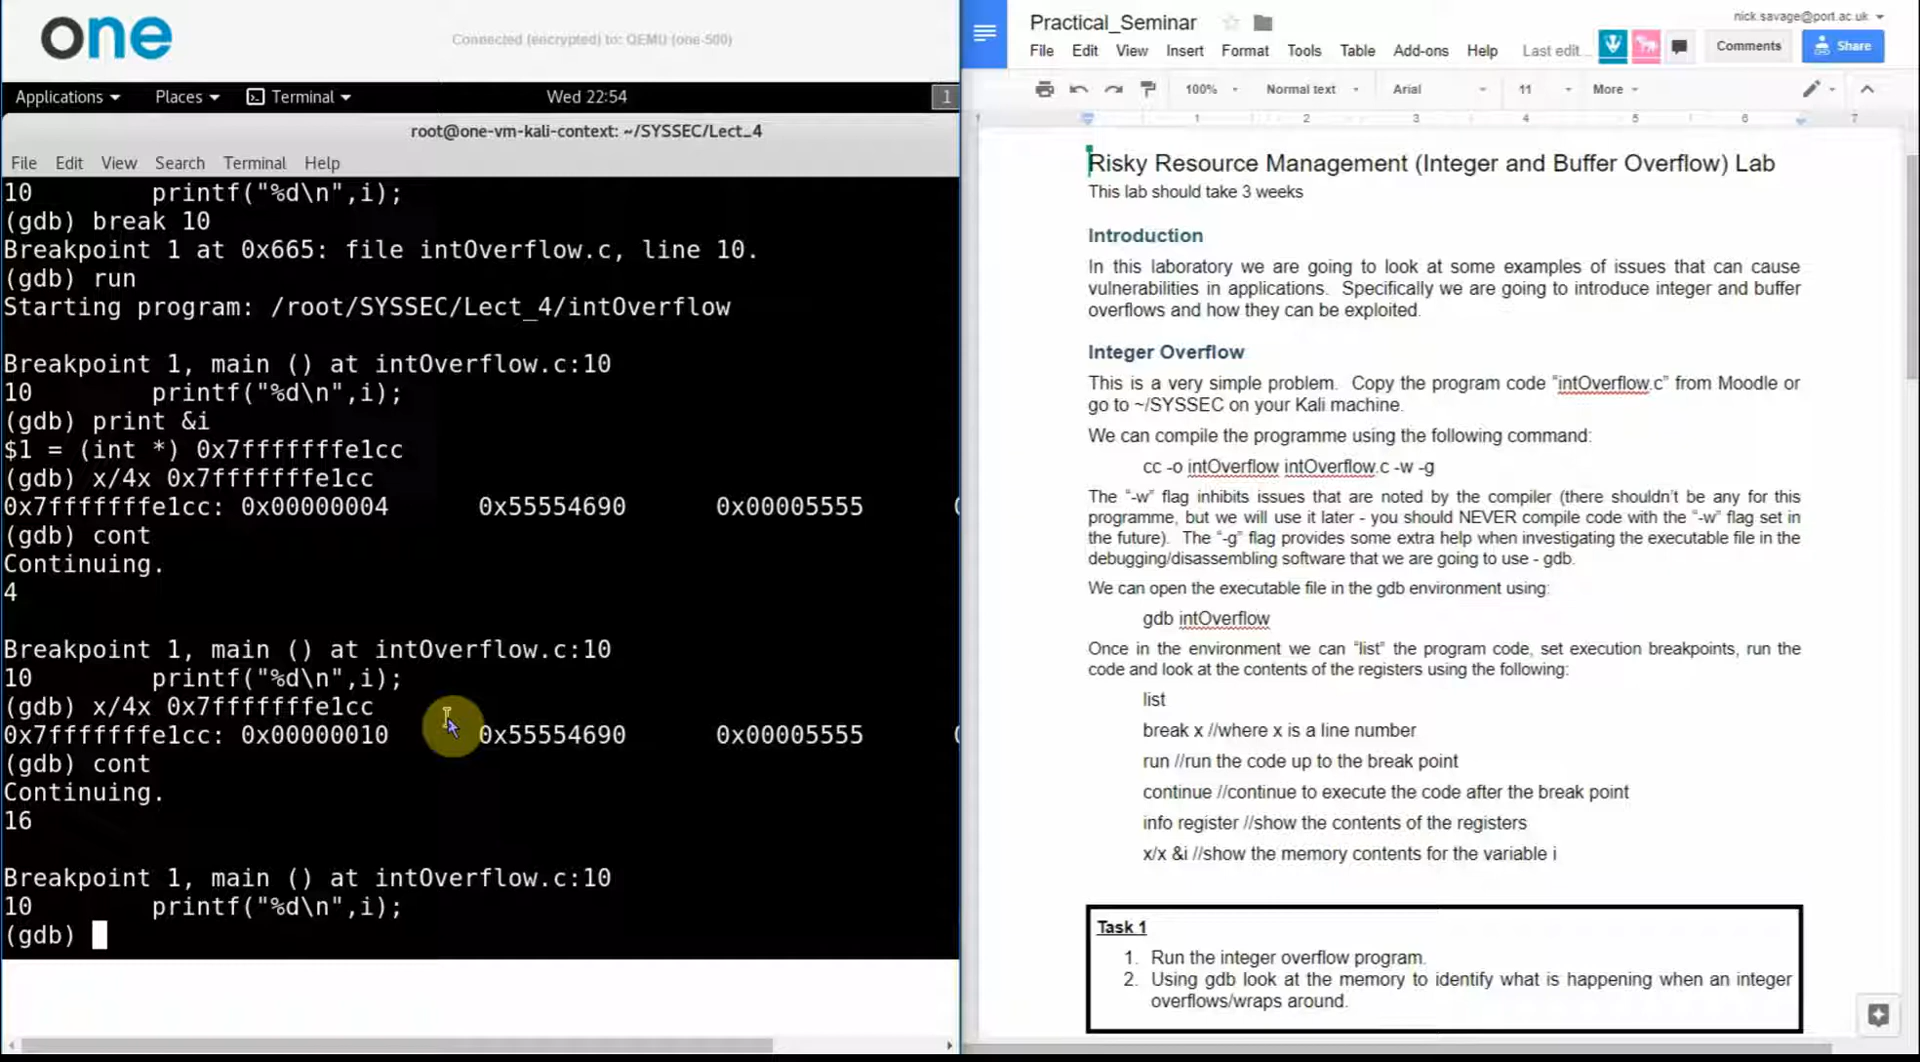 one
Connected (encrypted) to: QEMU (one-500)
Applications
Places
Terminal
Wed 22:54
1
root@one-vm-kali-context: ~/SYSSEC/Lect_4
File Edit View Search Terminal Help
10 printf("%d\n",i);
(gdb) break 10
Breakpoint 1 at 0x665: file intOverflow.c, line 10.
(gdb) run
Starting program: /root/SYSSEC/Lect_4/intOverflow
Breakpoint 1, main () at intOverflow.c:10
10 printf("%d\n",i);
(gdb) print &i
$1 = (int *) 0x7fffffffe1cc
(gdb) x/4x 0x7fffffffe1cc
0x7fffffffe1cc: 0x00000004 0x55554690 0x00005555
(gdb) cont
Continuing.
4
Breakpoint 1, main () at intOverflow.c:10
10 printf("%d\n",i);
(gdb) x/4x 0x7fffffffe1cc
0x7fffffffe1cc: 0x00000010 0x55554690 0x00005555
(gdb) cont
Continuing.
16
Breakpoint 1, main () at intOverflow.c:10
10 printf("%d\n",i);
(gdb)
Practical_Seminar
nick.savage@port.ac.uk
File Edit View Insert Format Tools Table Add-ons Help Last edit...
Comments
Share
100% Normal text Arial 11 More
1 1 2 3 4 5 6 7
Risky Resource Management (Integer and Buffer Overflow) Lab
This lab should take 3 weeks
Introduction
In this laboratory we are going to look at some examples of issues that can cause
vulnerabilities in applications. Specifically we are going to introduce integer and buffer
overflows and how they can be exploited.
Integer Overflow
This is a very simple problem. Copy the program code "intOverflow.c" from Moodle or
go to ~/SYSSEC on your Kali machine.
We can compile the programme using the following command:
cc -o intOverflow intOverflow.c -w -g
The "-w" flag inhibits issues that are noted by the compiler (there shouldn't be any for this
programme, but we will use it later - you should NEVER compile code with the "-w" flag set in
the future). The "-g" flag provides some extra help when investigating the executable file in the
debugging/disassembling software that we are going to use - gdb.
We can open the executable file in the gdb environment using:
gdb intOverflow
Once in the environment we can "list" the program code, set execution breakpoints, run the
code and look at the contents of the registers using the following:
list
break x //where x is a line number
run //run the code up to the break point
continue //continue to execute the code after the break point
info register //show the contents of the registers
x/x &i //show the memory contents for the variable i
Task 1
1. Run the integer overflow program.
2. Using gdb look at the memory to identify what is happening when an integer
overflows/wraps around.